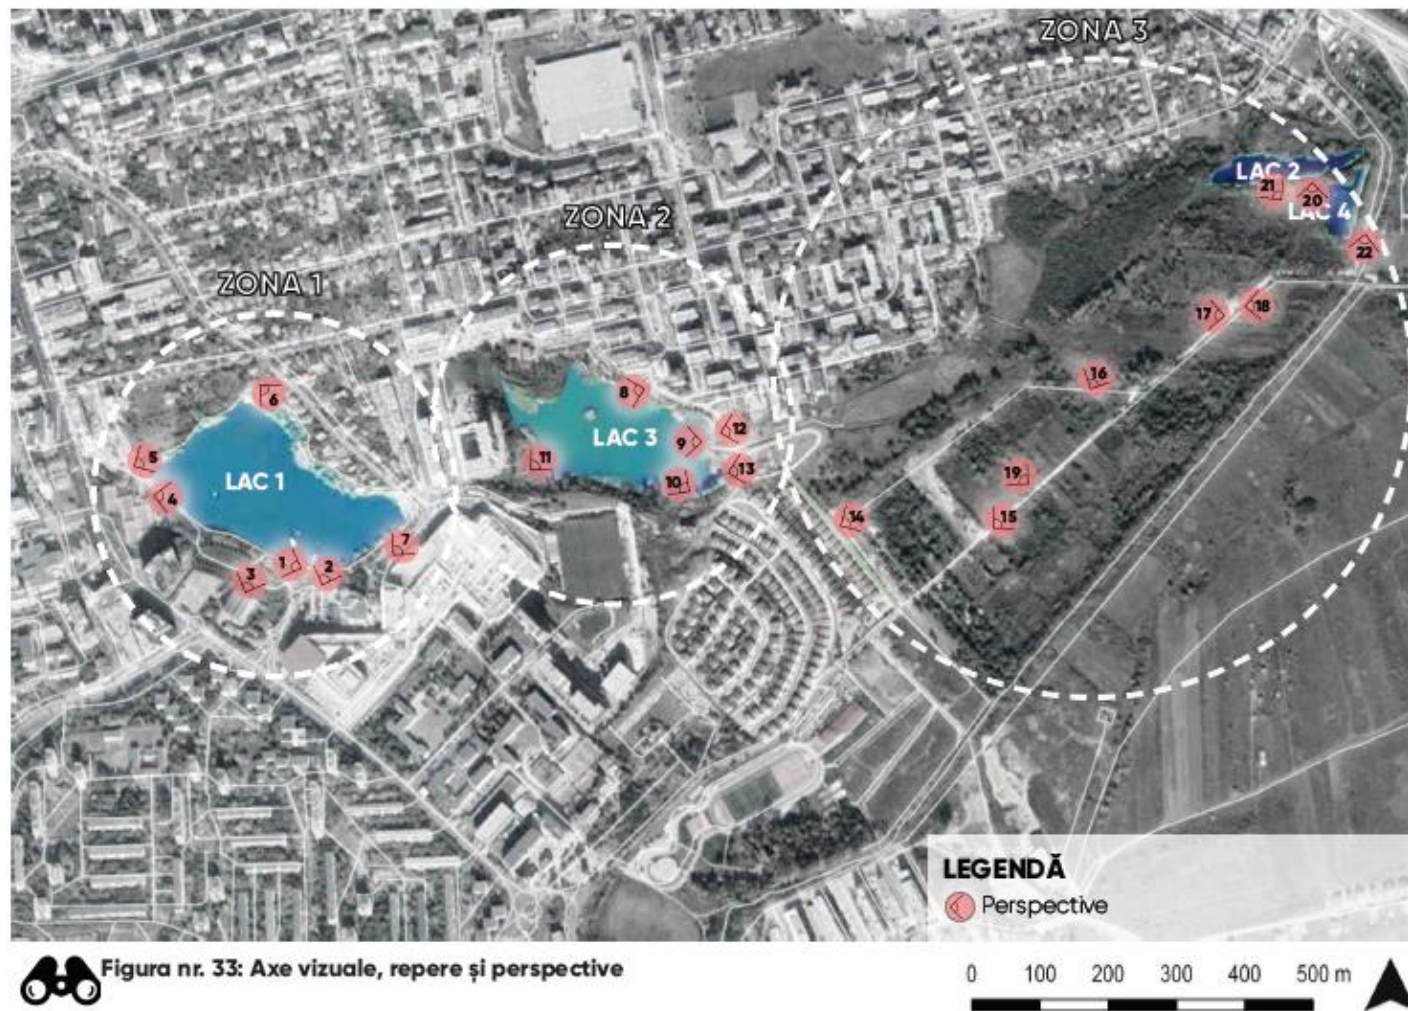 ZONA 3
ZONA 2
ZONA 1
LAC 2
21
20
LAC 4
22
17
18
16
8
12
6
LAC 3
9
13
5
11
10
19
LAC 1
4
14
15
7
1
2
3
LEGENDĂ
Perspective
Figura nr. 33: Axe vizuale, repere și perspective
0 100 200 300 400 500 m